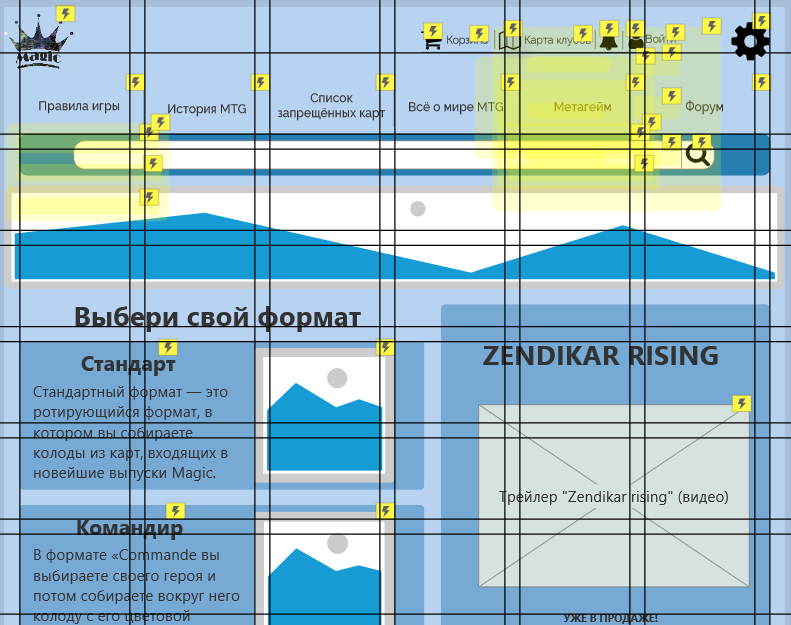 Magic
Корзина
Карта клубов
Войти
Правила игры
История MTG
Список
запрещённых карт
Всё о мире MTG
Метагейм
Форум
Выбери свой формат
Стандарт
Стандартный формат — это
ротирующийся формат, в
котором вы собираете
колоды из карт, входящих в
новейшие выпуски Magic.
Командир
В формате «Commande вы
выбираете своего героя и
потом собираете вокруг него
колоду с его цветовой
ZENDIKAR RISING
Трейлер "Zendikar rising" (видео)
УЖЕ В ПРОДАЖЕ!